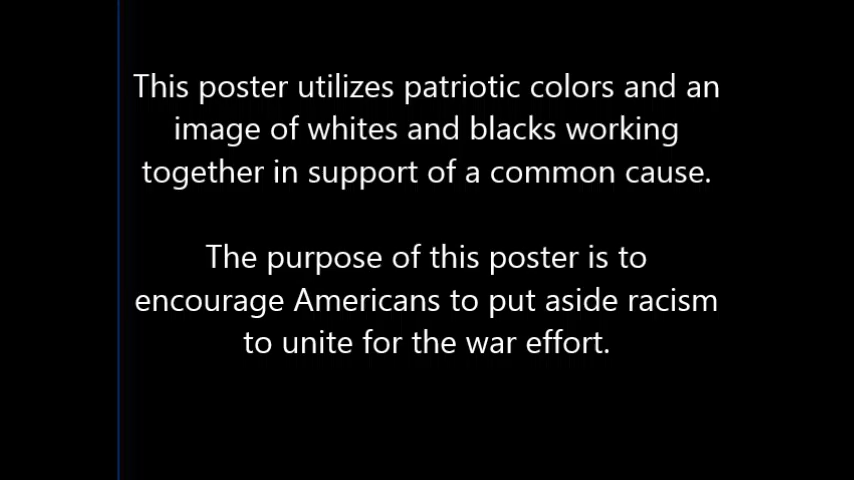 This poster utilizes patriotic colors and an
image of whites and blacks working
together in support of a common cause.
The purpose of this poster is to
encourage Americans to put aside racism
to unite for the war effort.